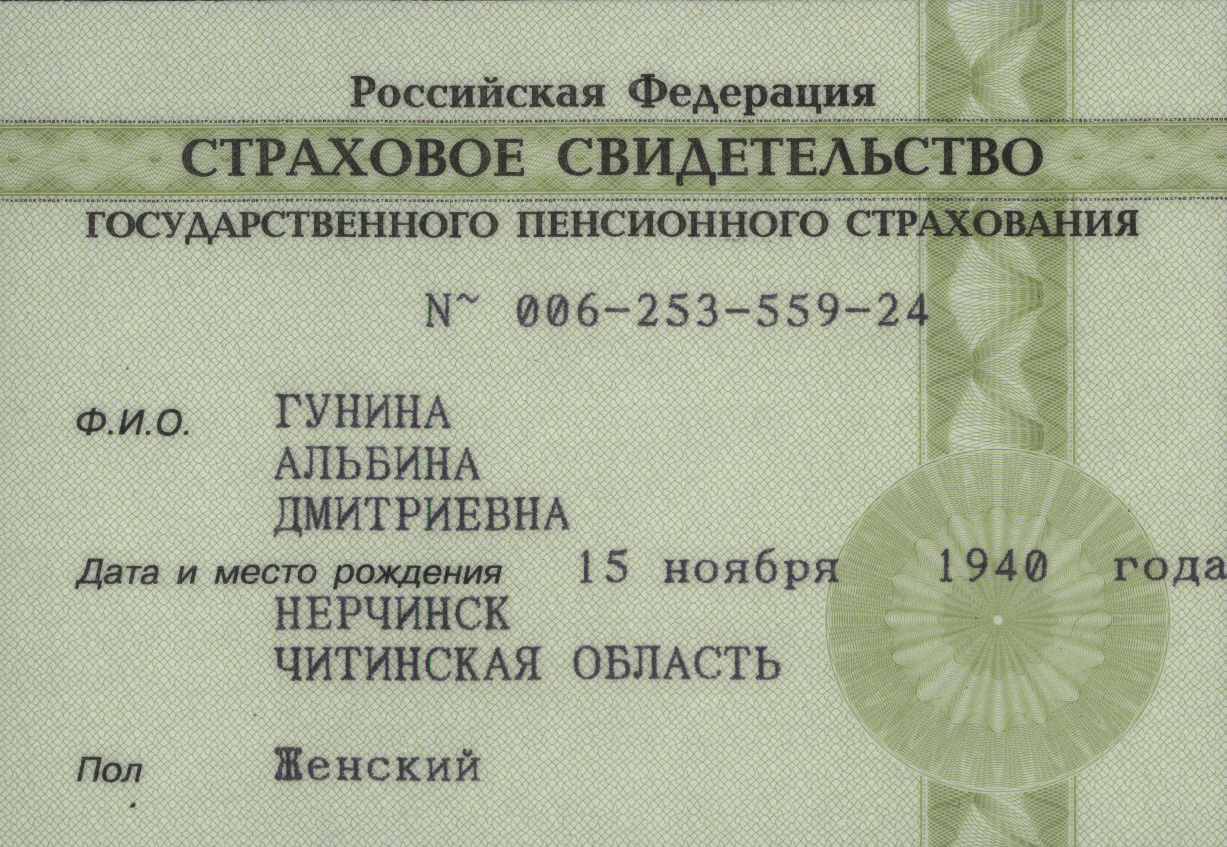 Российская Федерация
СТРАХОВОЕ СВИДЕТЕЛЬСТВО
ГОСУДАРСТВЕННОГО ПЕНСИОННОГО СТРАХОВАНИЯ
N~ 006-253-559-24
Ф.И.О. ГУНИНА
АЛЬБИНА
ДМИТРИЕВНА
Дата и место рождения 15 ноября 1940 года
НЕРЧИНСК
ЧИТИНСКАЯ ОБЛАСТЬ
Пол Женский